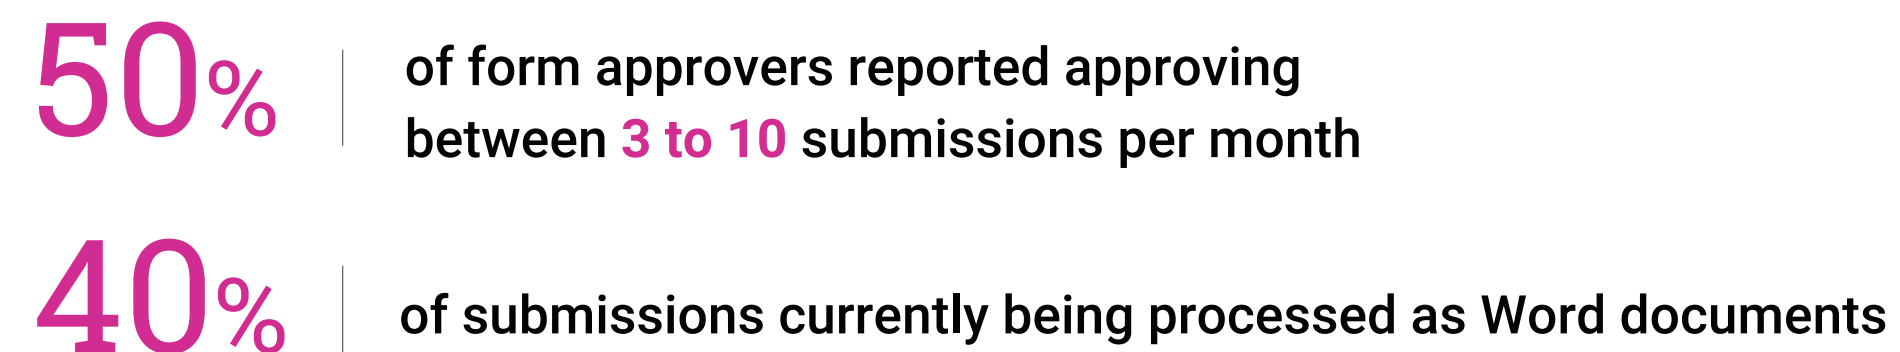 50%
of form approvers reported approving
between 3 to 10 submissions per month
40%
of submissions currently being processed as Word documents